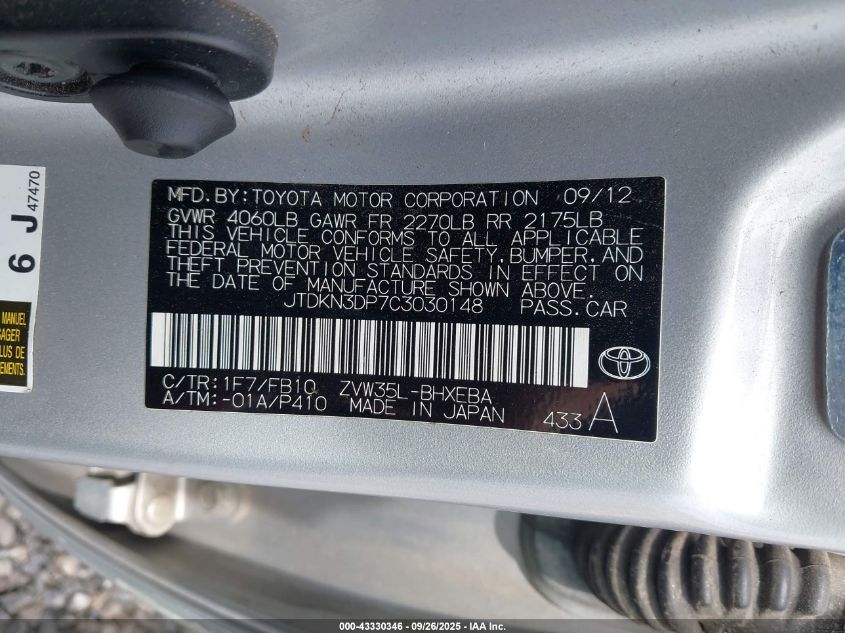 MFD.BY:TOYOTA MOTOR CORPORATION 09/12
GVWR 4060LB GAWR FR 2270LB RR 2175LB
THIS VEHICLE CONFORMS TO ALL APPLICABLE
FEDERAL MOTOR VEHICLE SAFETY,BUMPER,AND
THEFT PREVENTION STANDARDS IN EFFECT ON
THE DATE OF MANUFACTURE SHOWN ABOVE.
JTDKN3DP7C3030148 PASS.CAR
C/TR:1F7/FB10 ZVW35L-BHXEBA
A/TM:-01A/P410 MADE IN JAPAN
433 A
6 J
47470
MANUEL
SAGER
LUS DE
EMENTS.
000-43330346 - 09/26/2025 - IAA Inc.